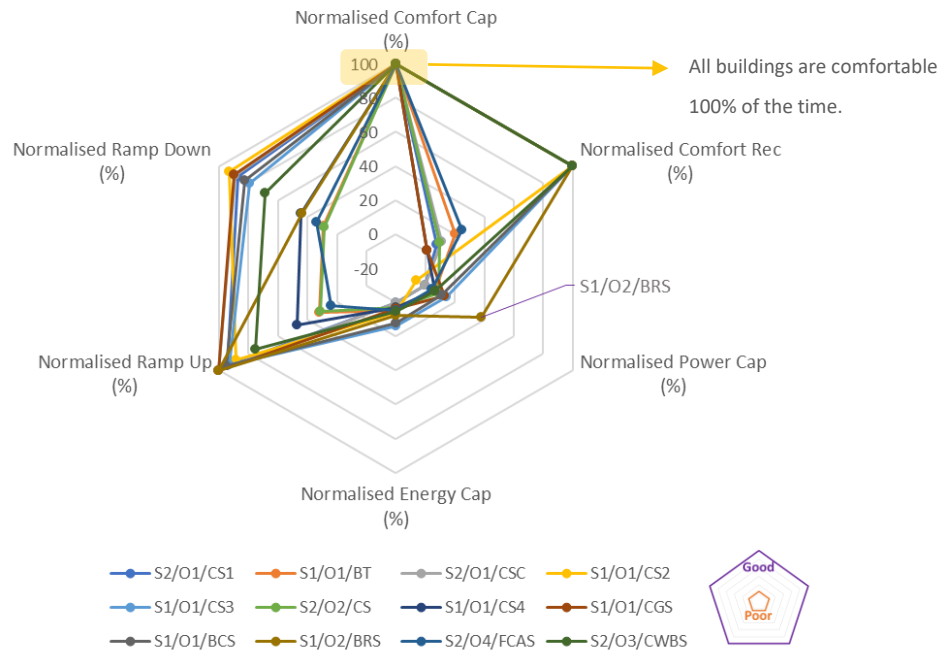 Normalised Comfort Cap
(%)
100
80
60
40
20
0
-20
All buildings are comfortable
100% of the time.
Normalised Ramp Down
(%)
Normalised Comfort Rec
(%)
S1/O2/BRS
Normalised Ramp Up
(%)
Normalised Power Cap
(%)
Normalised Energy Cap
(%)
S2/O1/CS1 S1/O1/BT S2/O1/CSC S1/O1/CS2
S1/O1/CS3 S2/O2/CS S1/O1/CS4 S1/O1/CGS
S1/O1/BCS S1/O2/BRS S2/O4/FCAS S2/O3/CWBS
Good
Poor